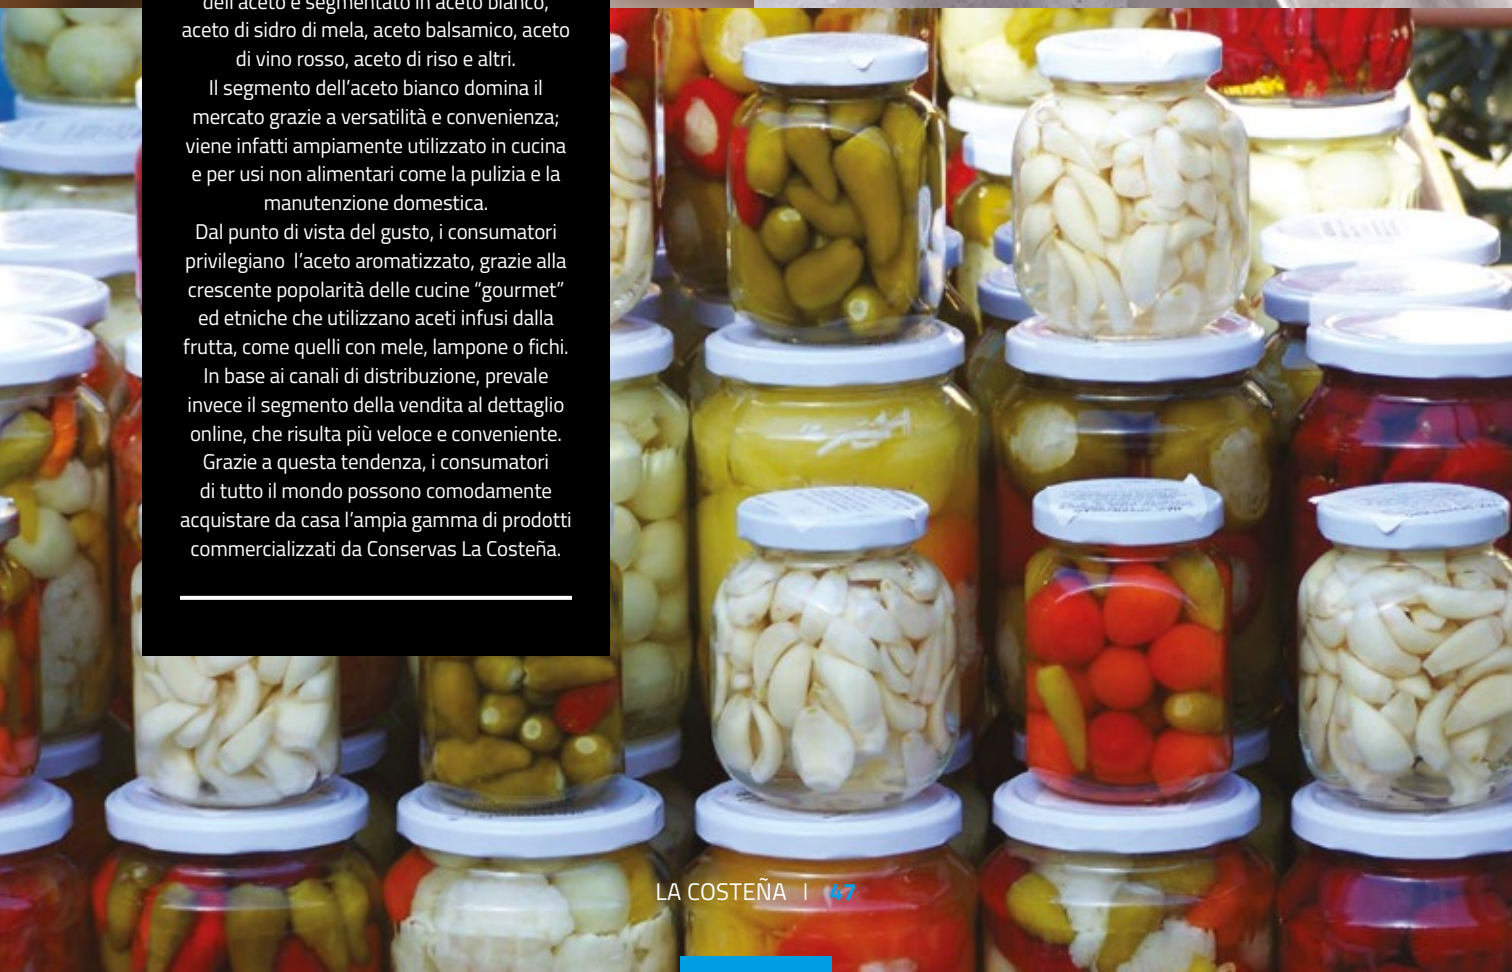 dell'aceto è segmentato in aceto bianco,
aceto di sidro di mela, aceto balsamico, aceto
di vino rosso, aceto di riso e altri.
Il segmento dell’aceto bianco domina il
mercato grazie a versatilità e convenienza;
viene infatti ampiamente utilizzato in cucina
e per usi non alimentari come la pulizia e la
manutenzione domestica.
Dal punto di vista del gusto, i consumatori
privilegiano  l’aceto aromatizzato, grazie alla
crescente popolarità delle cucine “gourmet”
ed etniche che utilizzano aceti infusi dalla
frutta, come quelli con mele, lampone o fichi.
In base ai canali di distribuzione, prevale
invece il segmento della vendita al dettaglio
online, che risulta più veloce e conveniente.
Grazie a questa tendenza, i consumatori
di tutto il mondo possono comodamente
acquistare da casa l’ampia gamma di prodotti
commercializzati da Conservas La Costeña.
LA COSTEÑA | 47